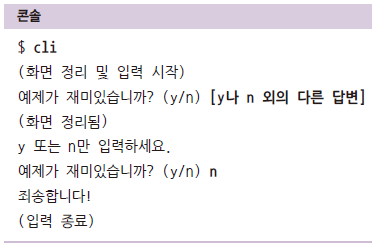 콘솔
$ cli
(화면 정리 및 입력 시작)
예제가 재미있습니까? (y/n) [y나 n 외의 다른 답변]
(화면 정리됨)
y 또는 n만 입력하세요.
예제가 재미있습니까? (y/n) n
죄송합니다!
(입력 종료)